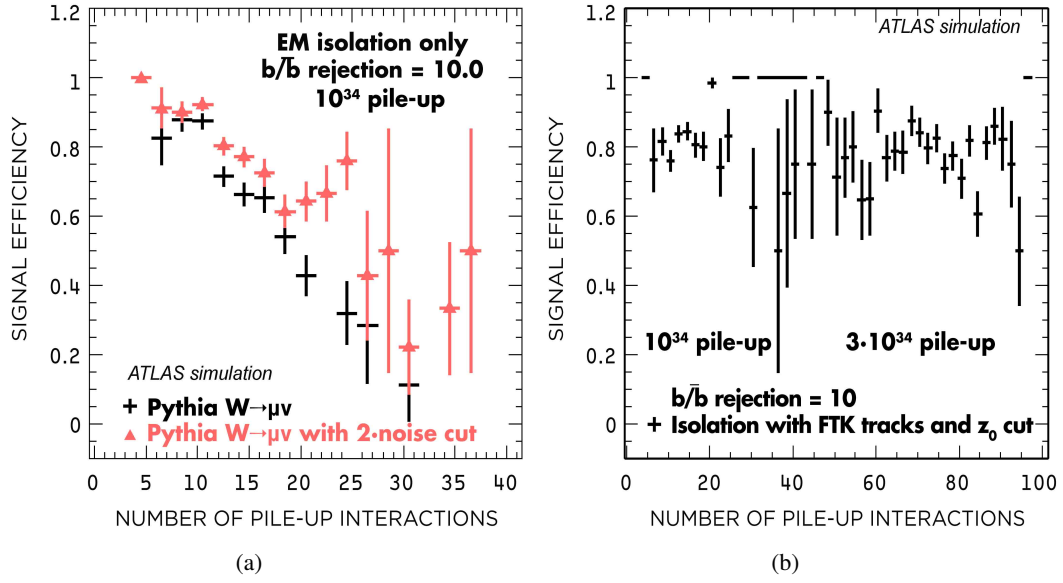 1.2
1
0.8
0.6
0.4
0.2
0
SIGNAL EFFICIENCY
EM isolation only
b/b̅ rejection = 10.0
10³⁴ pile-up
ATLAS simulation
Pythia W→μν
Pythia W→μν with 2·noise cut
0 5 10 15 20 25 30 35 40
NUMBER OF PILE-UP INTERACTIONS
(a)
1.2
1
0.8
0.6
0.4
0.2
0
SIGNAL EFFICIENCY
ATLAS simulation
10³⁴ pile-up 3·10³⁴ pile-up
b/b̅ rejection = 10
Isolation with FTK tracks and z₀ cut
0 20 40 60 80 100
NUMBER OF PILE-UP INTERACTIONS
(b)